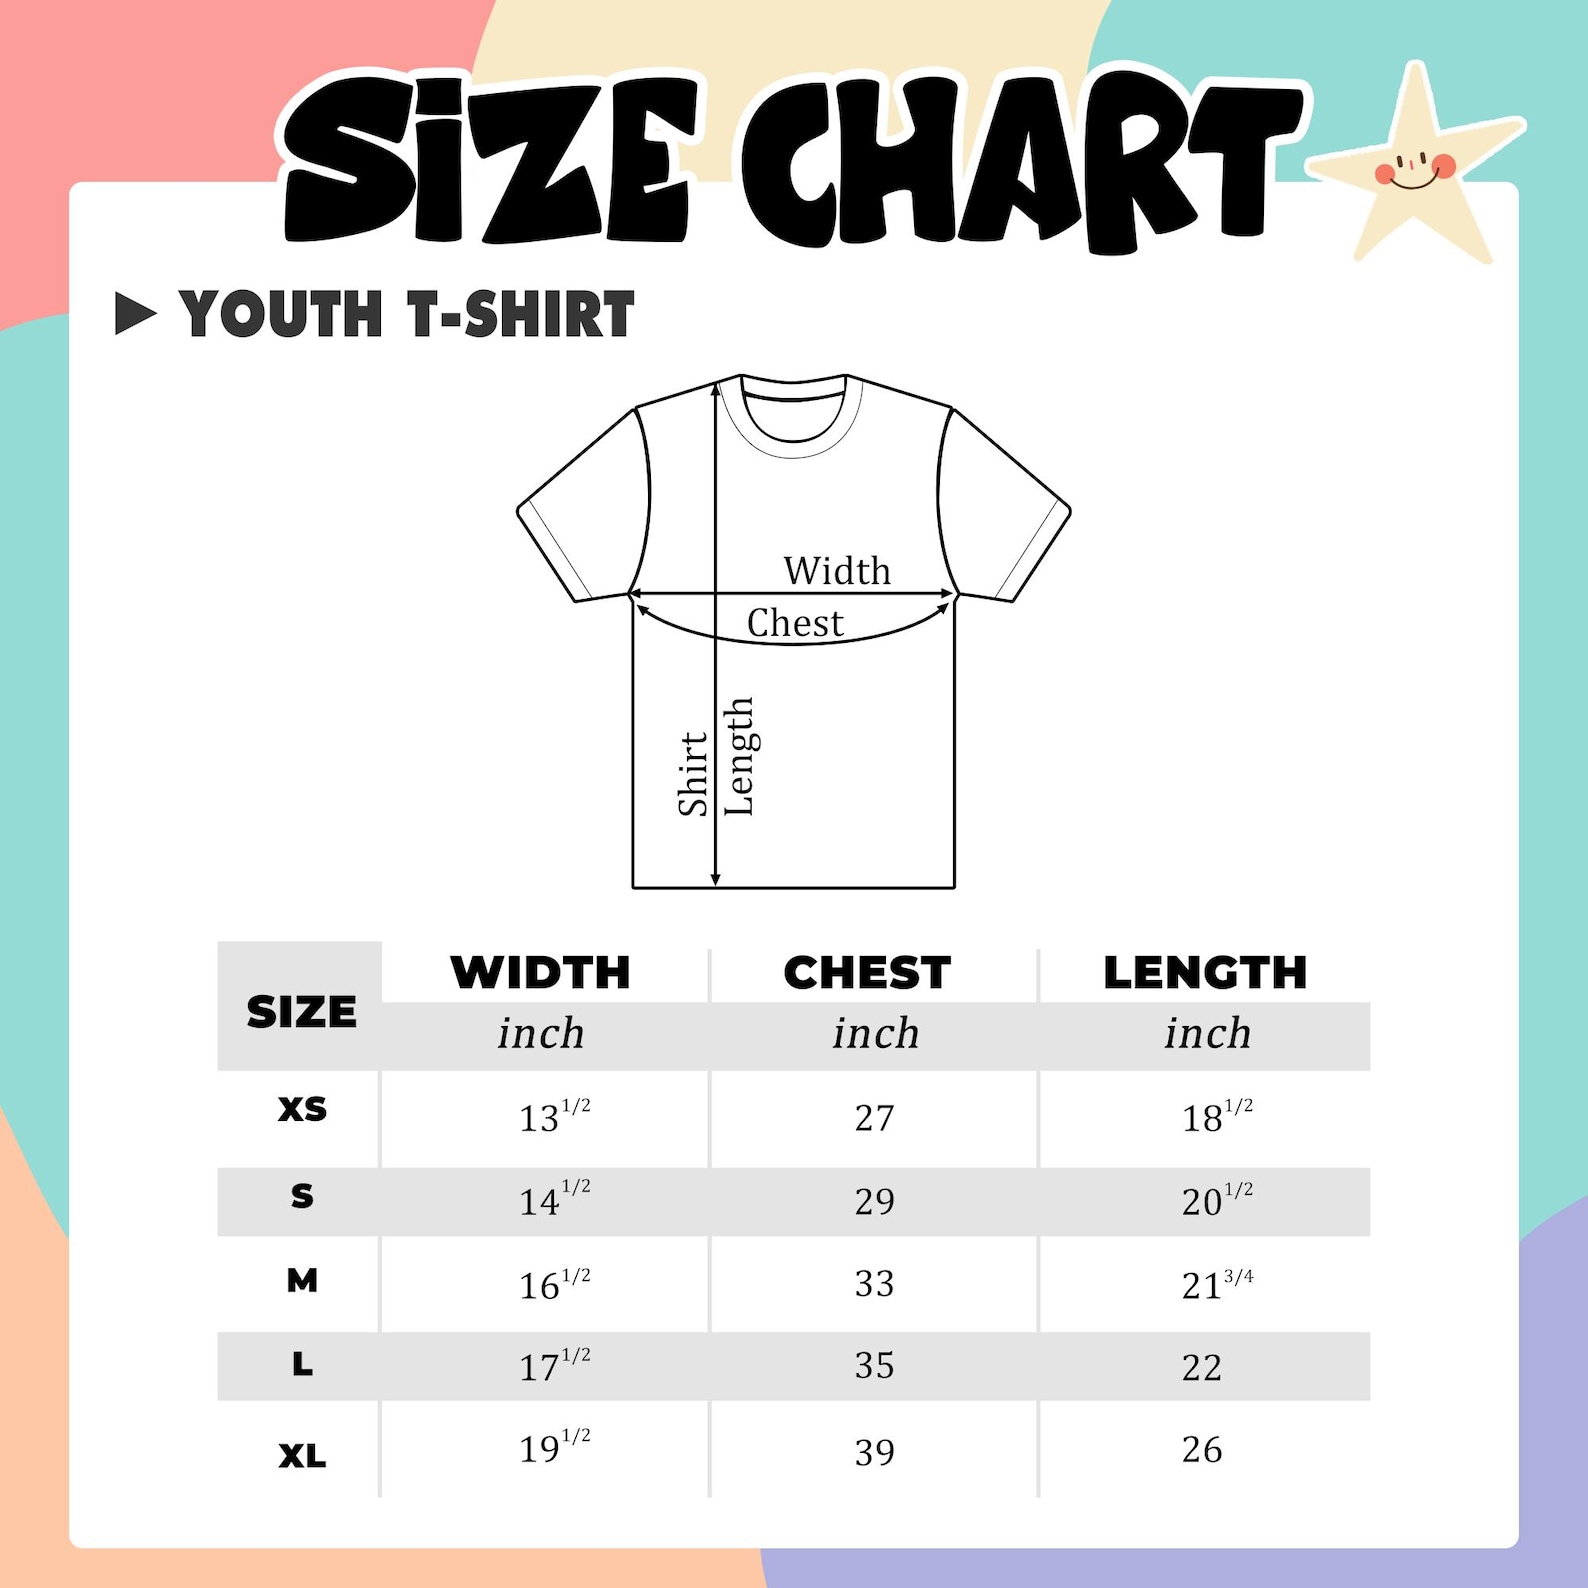 SIZE CHART
▶ YOUTH T-SHIRT
Width
Chest
Shirt
Length
SIZE WIDTH CHEST LENGTH
inch inch inch
XS 13 1/2 27 18 1/2
S 14 1/2 29 20 1/2
M 16 1/2 33 21 3/4
L 17 1/2 35 22
XL 19 1/2 39 26